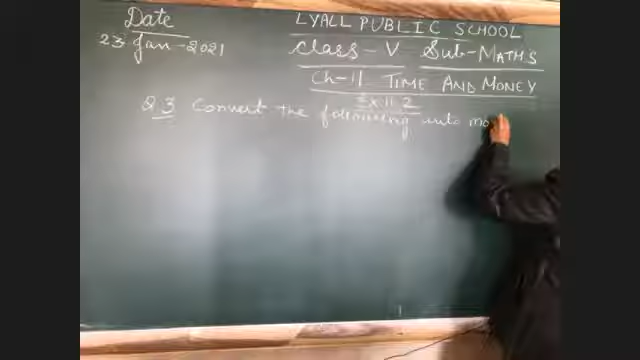 Date
23 Jan-2021
LYALL PUBLIC SCHOOL
Class-V Sub-MATHS
Ch-11 TIME AND MONEY
Ex 11.2
Q3 Convert the following into mo